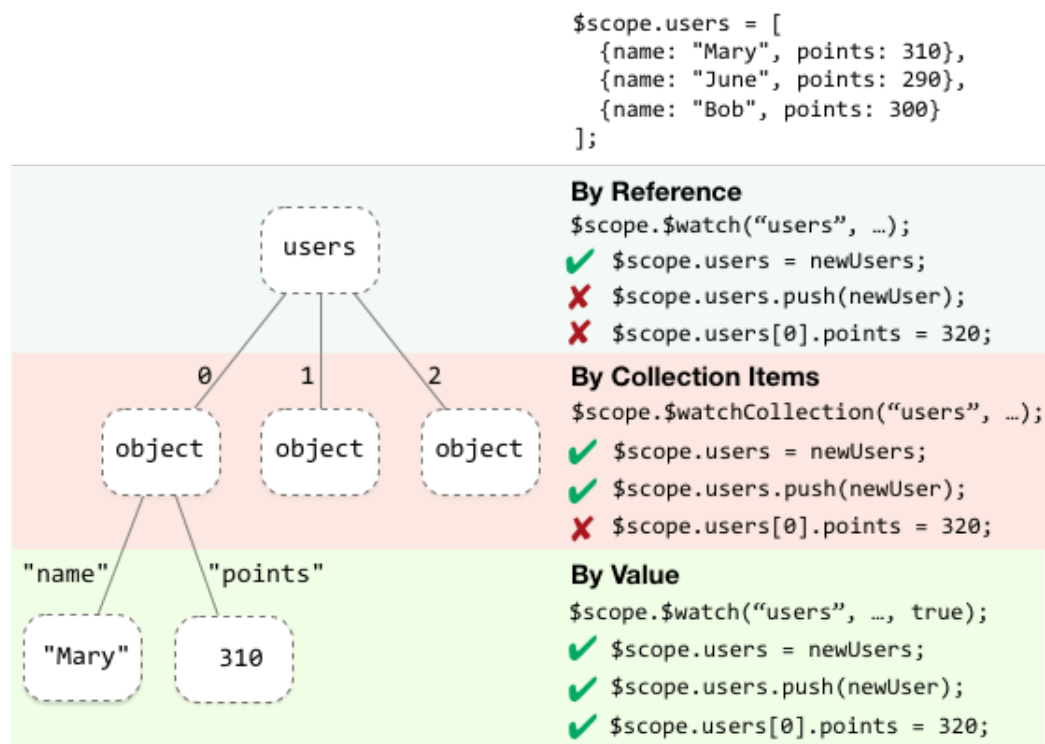 $scope.users = [
  {name: "Mary", points: 310},
  {name: "June", points: 290},
  {name: "Bob", points: 300}
];
users
By Reference
$scope.$watch(“users”, …);
✔ $scope.users = newUsers;
✘ $scope.users.push(newUser);
✘ $scope.users[0].points = 320;
0 1 2
object object object
By Collection Items
$scope.$watchCollection(“users”, …);
✔ $scope.users = newUsers;
✔ $scope.users.push(newUser);
✘ $scope.users[0].points = 320;
"name" "points"
"Mary" 310
By Value
$scope.$watch(“users”, …, true);
✔ $scope.users = newUsers;
✔ $scope.users.push(newUser);
✔ $scope.users[0].points = 320;